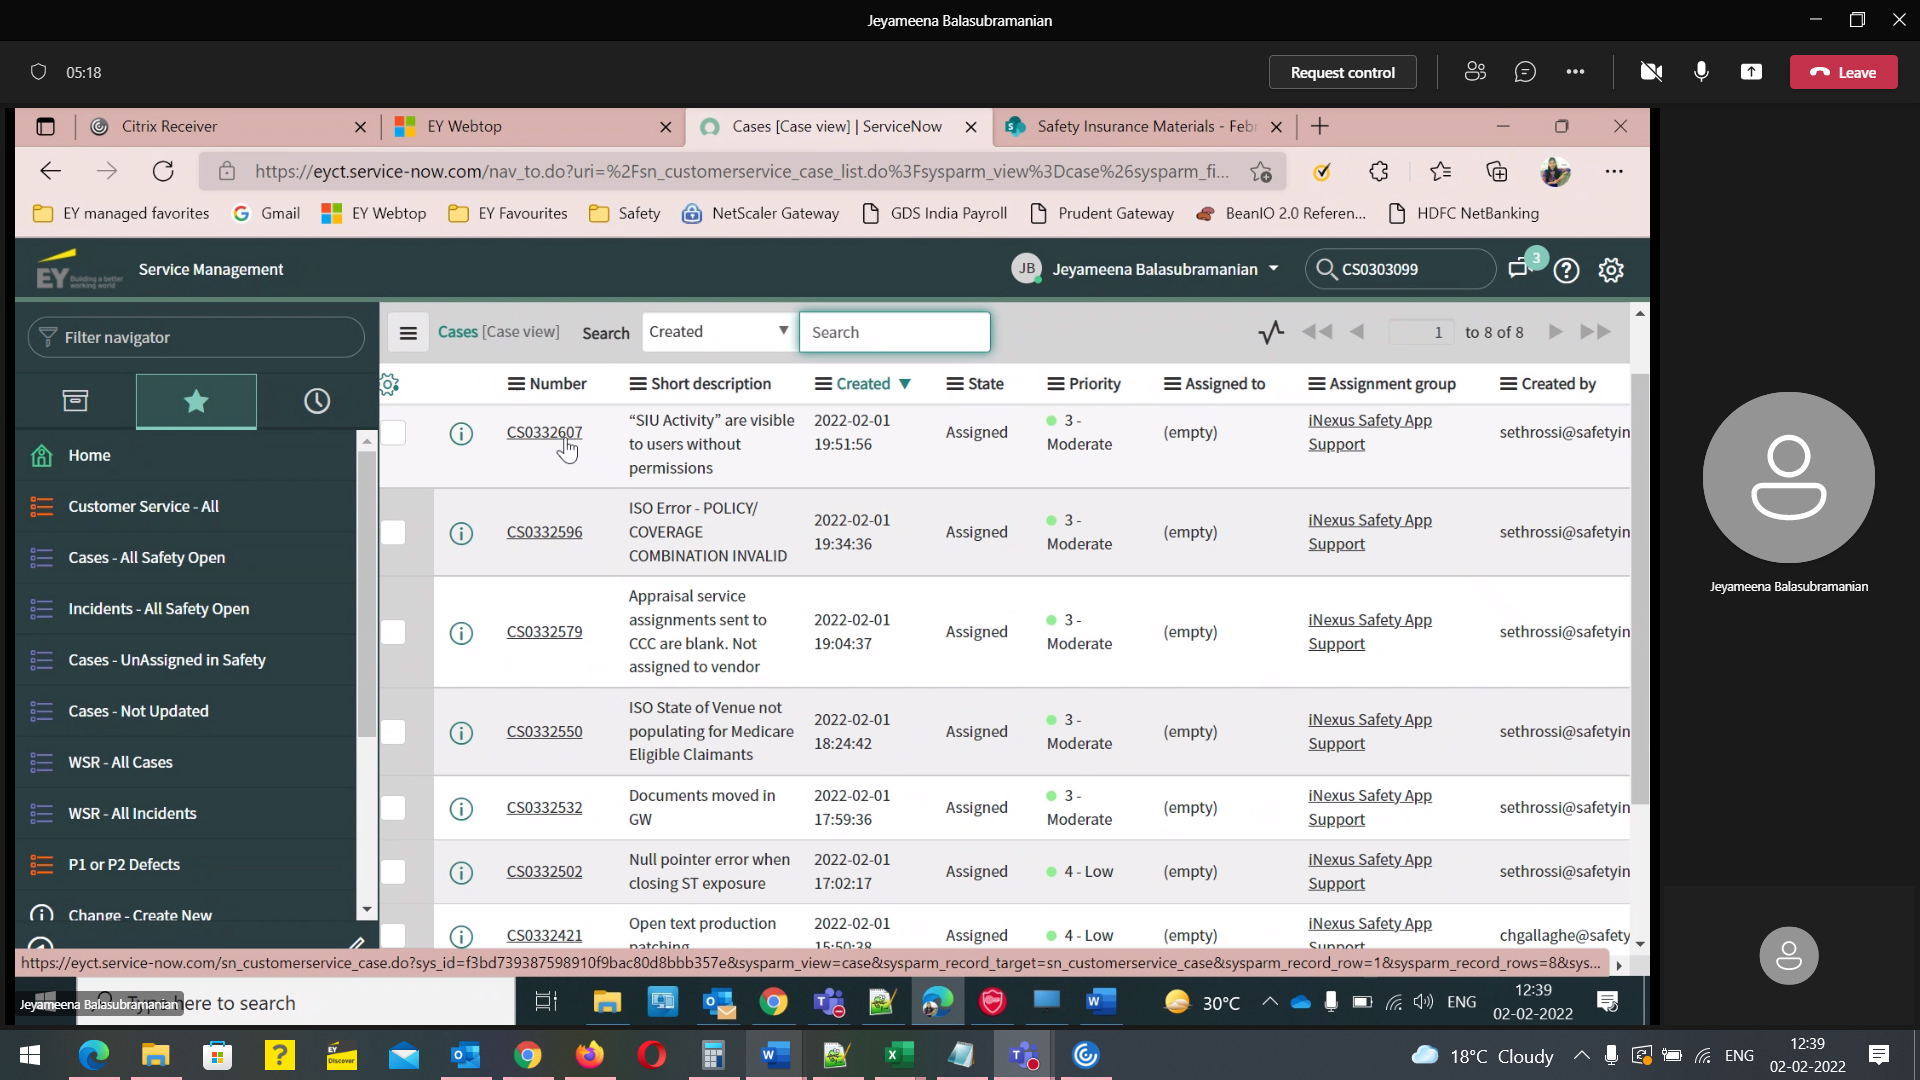 Jeyameena Balasubramanian
05:18
Request control
Leave
Citrix Receiver
EY Webtop
Cases [Case view] | ServiceNow
Safety Insurance Materials - Febr
https://eyct.service-now.com/nav_to.do?uri=%2Fsn_customerservice_case_list.do%3Fsysparm_view%3Dcase%26sysparm_fi...
EY managed favorites
Gmail
EY Webtop
EY Favourites
Safety
NetScaler Gateway
GDS India Payroll
Prudent Gateway
BeanIO 2.0 Referen...
HDFC NetBanking
EY
Building a better
working world
Service Management
JB
Jeyameena Balasubramanian
CS0303099
3
Filter navigator
Cases [Case view]
Search
Created
Search
1
to 8 of 8
Number
Short description
Created
State
Priority
Assigned to
Assignment group
Created by
Home
Customer Service - All
Cases - All Safety Open
Incidents - All Safety Open
Cases - UnAssigned in Safety
Cases - Not Updated
WSR - All Cases
WSR - All Incidents
P1 or P2 Defects
Change - Create New
CS0332607
“SIU Activity” are visible
to users without
permissions
2022-02-01
19:51:56
Assigned
3 -
Moderate
(empty)
iNexus Safety App
Support
sethrossi@safetyin
CS0332596
ISO Error - POLICY/
COVERAGE
COMBINATION INVALID
2022-02-01
19:34:36
Assigned
3 -
Moderate
(empty)
iNexus Safety App
Support
sethrossi@safetyin
CS0332579
Appraisal service
assignments sent to
CCC are blank. Not
assigned to vendor
2022-02-01
19:04:37
Assigned
3 -
Moderate
(empty)
iNexus Safety App
Support
sethrossi@safetyin
CS0332550
ISO State of Venue not
populating for Medicare
Eligible Claimants
2022-02-01
18:24:42
Assigned
3 -
Moderate
(empty)
iNexus Safety App
Support
sethrossi@safetyin
CS0332532
Documents moved in
GW
2022-02-01
17:59:36
Assigned
3 -
Moderate
(empty)
iNexus Safety App
Support
sethrossi@safetyin
CS0332502
Null pointer error when
closing ST exposure
2022-02-01
17:02:17
Assigned
4 - Low
(empty)
iNexus Safety App
Support
sethrossi@safetyin
CS0332421
Open text production
patching
2022-02-01
15:50:38
Assigned
4 - Low
(empty)
iNexus Safety App
Support
chgallaghe@safety
https://eyct.service-now.com/sn_customerservice_case.do?sys_id=f3bd739387598910f9bac80d8bbb357e&sysparm_view=case&sysparm_record_target=sn_customerservice_case&sysparm_record_row=1&sysparm_record_rows=8&sys...
Jeyameena Balasubramanian
here to search
30°C
ENG
12:39
02-02-2022
Jeyameena Balasubramanian
EY
Discover
18°C Cloudy
ENG
12:39
02-02-2022